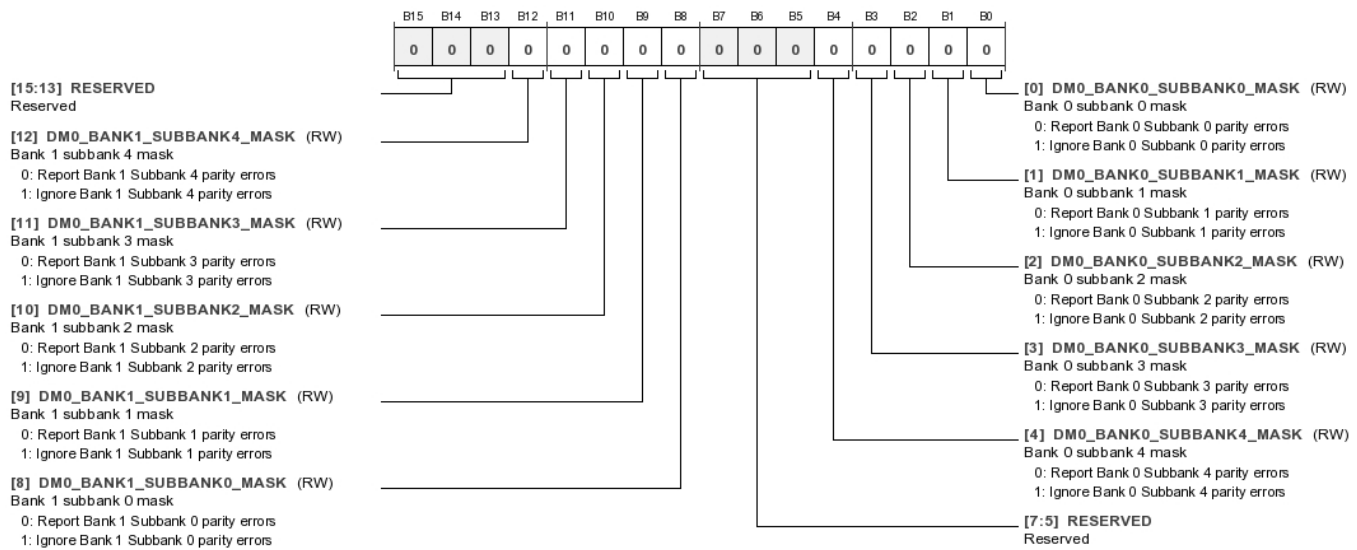 B15 B14 B13 B12 B11 B10 B9 B8 B7 B6 B5 B4 B3 B2 B1 B0
0 0 0 0 0 0 0 0 0 0 0 0 0 0 0 0
[15:13] RESERVED
Reserved
[12] DM0_BANK1_SUBBANK4_MASK (RW)
Bank 1 subbank 4 mask
0: Report Bank 1 Subbank 4 parity errors
1: Ignore Bank 1 Subbank 4 parity errors
[11] DM0_BANK1_SUBBANK3_MASK (RW)
Bank 1 subbank 3 mask
0: Report Bank 1 Subbank 3 parity errors
1: Ignore Bank 1 Subbank 3 parity errors
[10] DM0_BANK1_SUBBANK2_MASK (RW)
Bank 1 subbank 2 mask
0: Report Bank 1 Subbank 2 parity errors
1: Ignore Bank 1 Subbank 2 parity errors
[9] DM0_BANK1_SUBBANK1_MASK (RW)
Bank 1 subbank 1 mask
0: Report Bank 1 Subbank 1 parity errors
1: Ignore Bank 1 Subbank 1 parity errors
[8] DM0_BANK1_SUBBANK0_MASK (RW)
Bank 1 subbank 0 mask
0: Report Bank 1 Subbank 0 parity errors
1: Ignore Bank 1 Subbank 0 parity errors
[0] DM0_BANK0_SUBBANK0_MASK (RW)
Bank 0 subbank 0 mask
0: Report Bank 0 Subbank 0 parity errors
1: Ignore Bank 0 Subbank 0 parity errors
[1] DM0_BANK0_SUBBANK1_MASK (RW)
Bank 0 subbank 1 mask
0: Report Bank 0 Subbank 1 parity errors
1: Ignore Bank 0 Subbank 1 parity errors
[2] DM0_BANK0_SUBBANK2_MASK (RW)
Bank 0 subbank 2 mask
0: Report Bank 0 Subbank 2 parity errors
1: Ignore Bank 0 Subbank 2 parity errors
[3] DM0_BANK0_SUBBANK3_MASK (RW)
Bank 0 subbank 3 mask
0: Report Bank 0 Subbank 3 parity errors
1: Ignore Bank 0 Subbank 3 parity errors
[4] DM0_BANK0_SUBBANK4_MASK (RW)
Bank 0 subbank 4 mask
0: Report Bank 0 Subbank 4 parity errors
1: Ignore Bank 0 Subbank 4 parity errors
[7:5] RESERVED
Reserved